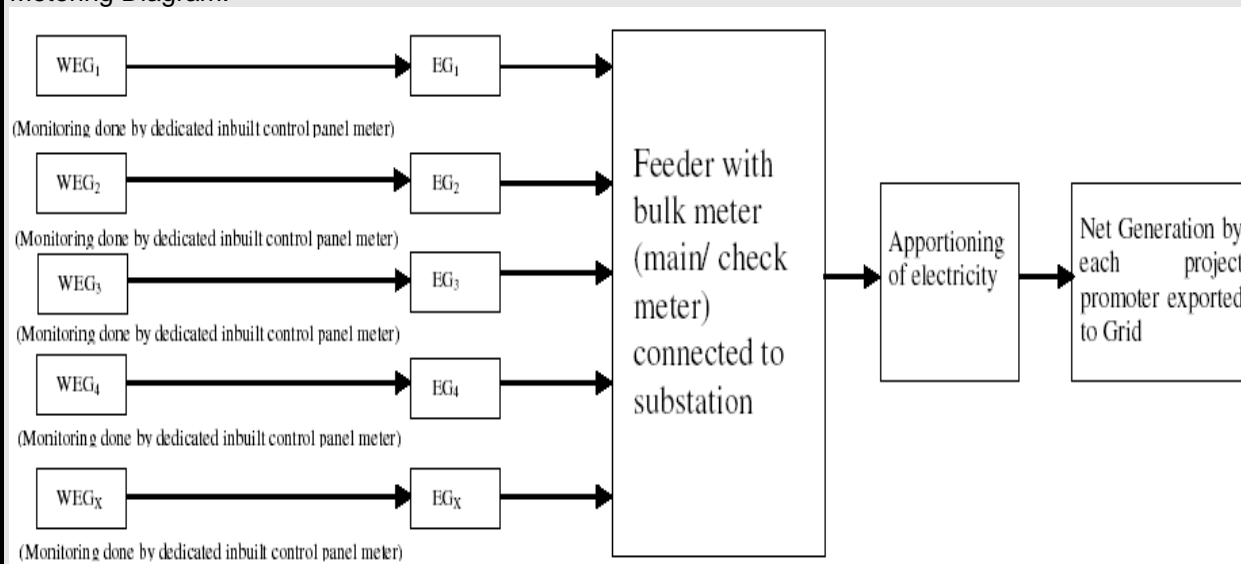 Metering Diagram:
WEG₁
EG₁
(Monitoring done by dedicated inbuilt control panel meter)
WEG₂
EG₂
(Monitoring done by dedicated inbuilt control panel meter)
WEG₃
EG₃
(Monitoring done by dedicated inbuilt control panel meter)
WEG₄
EG₄
(Monitoring done by dedicated inbuilt control panel meter)
WEGX
EGX
(Monitoring done by dedicated inbuilt control panel meter)
Feeder with
bulk meter
(main/ check
meter)
connected to
substation
Apportioning
of electricity
Net Generation by
each project
promoter exported
to Grid